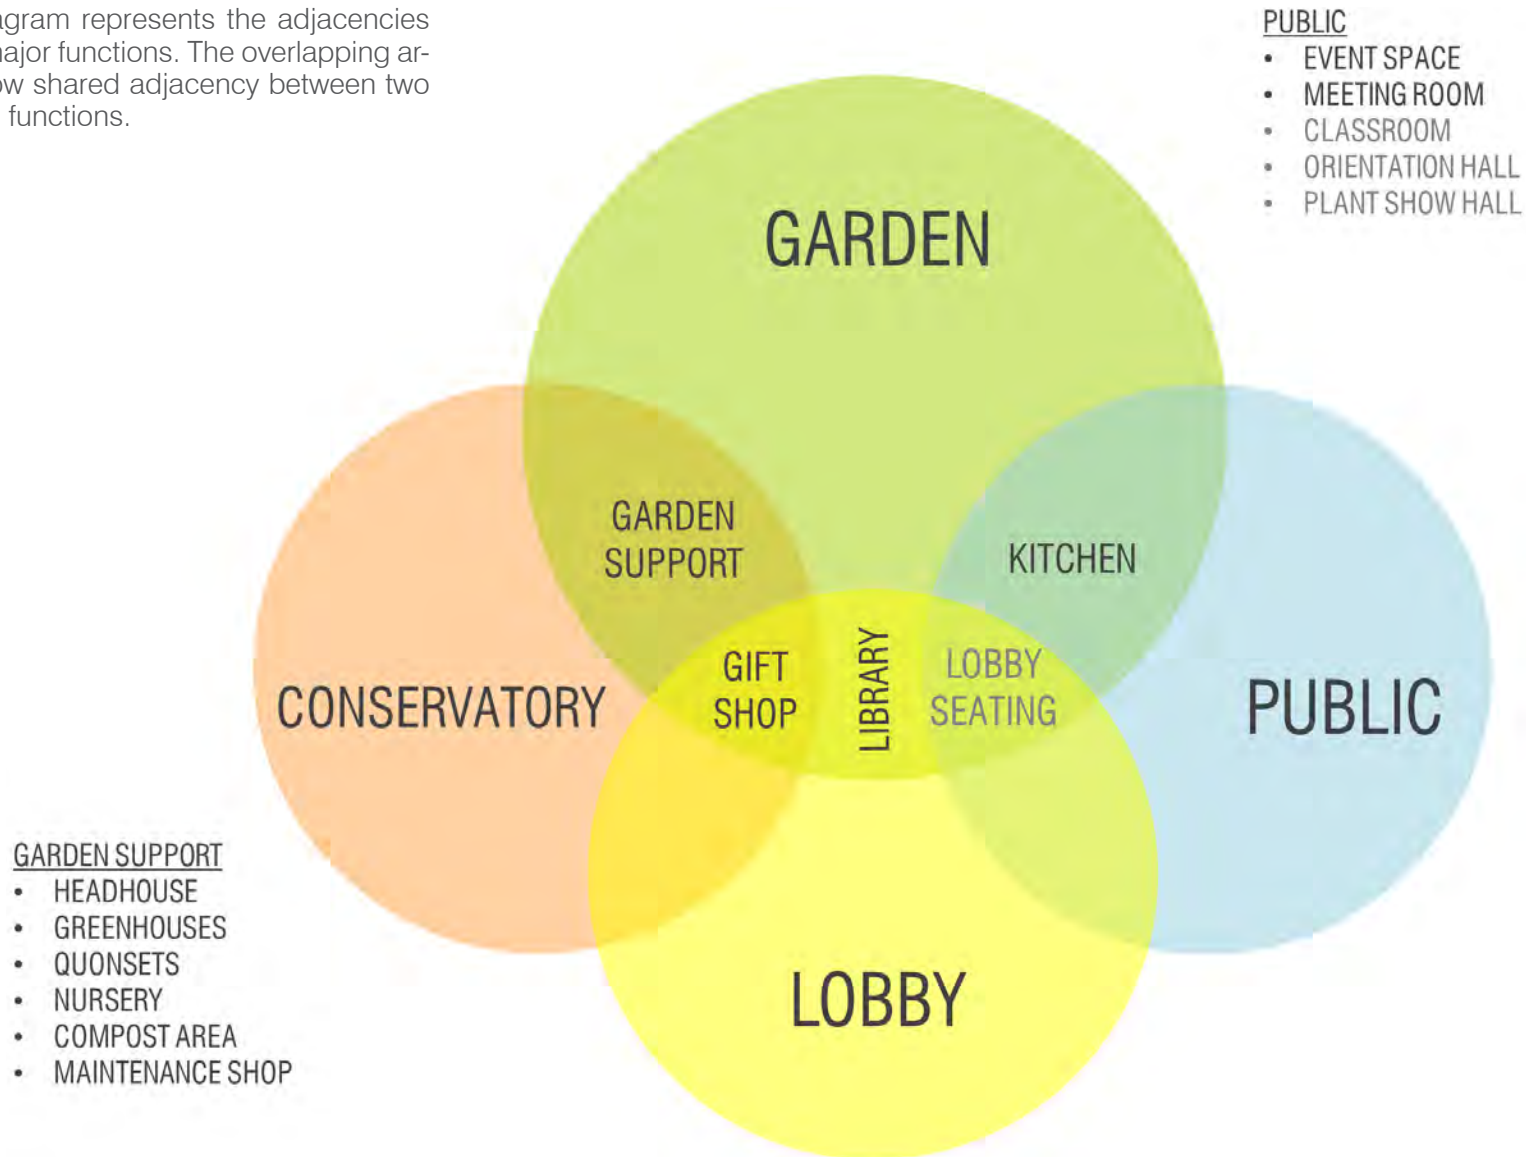 agram represents the adjacencies
major functions. The overlapping ar-
ow shared adjacency between two
functions.
PUBLIC
• EVENT SPACE
• MEETING ROOM
• CLASSROOM
• ORIENTATION HALL
• PLANT SHOW HALL
GARDEN
GARDEN
SUPPORT
KITCHEN
GIFT
SHOP
LIBRARY
LOBBY
SEATING
CONSERVATORY
PUBLIC
GARDEN SUPPORT
• HEADHOUSE
• GREENHOUSES
• QUONSETS
• NURSERY
• COMPOST AREA
• MAINTENANCE SHOP
LOBBY